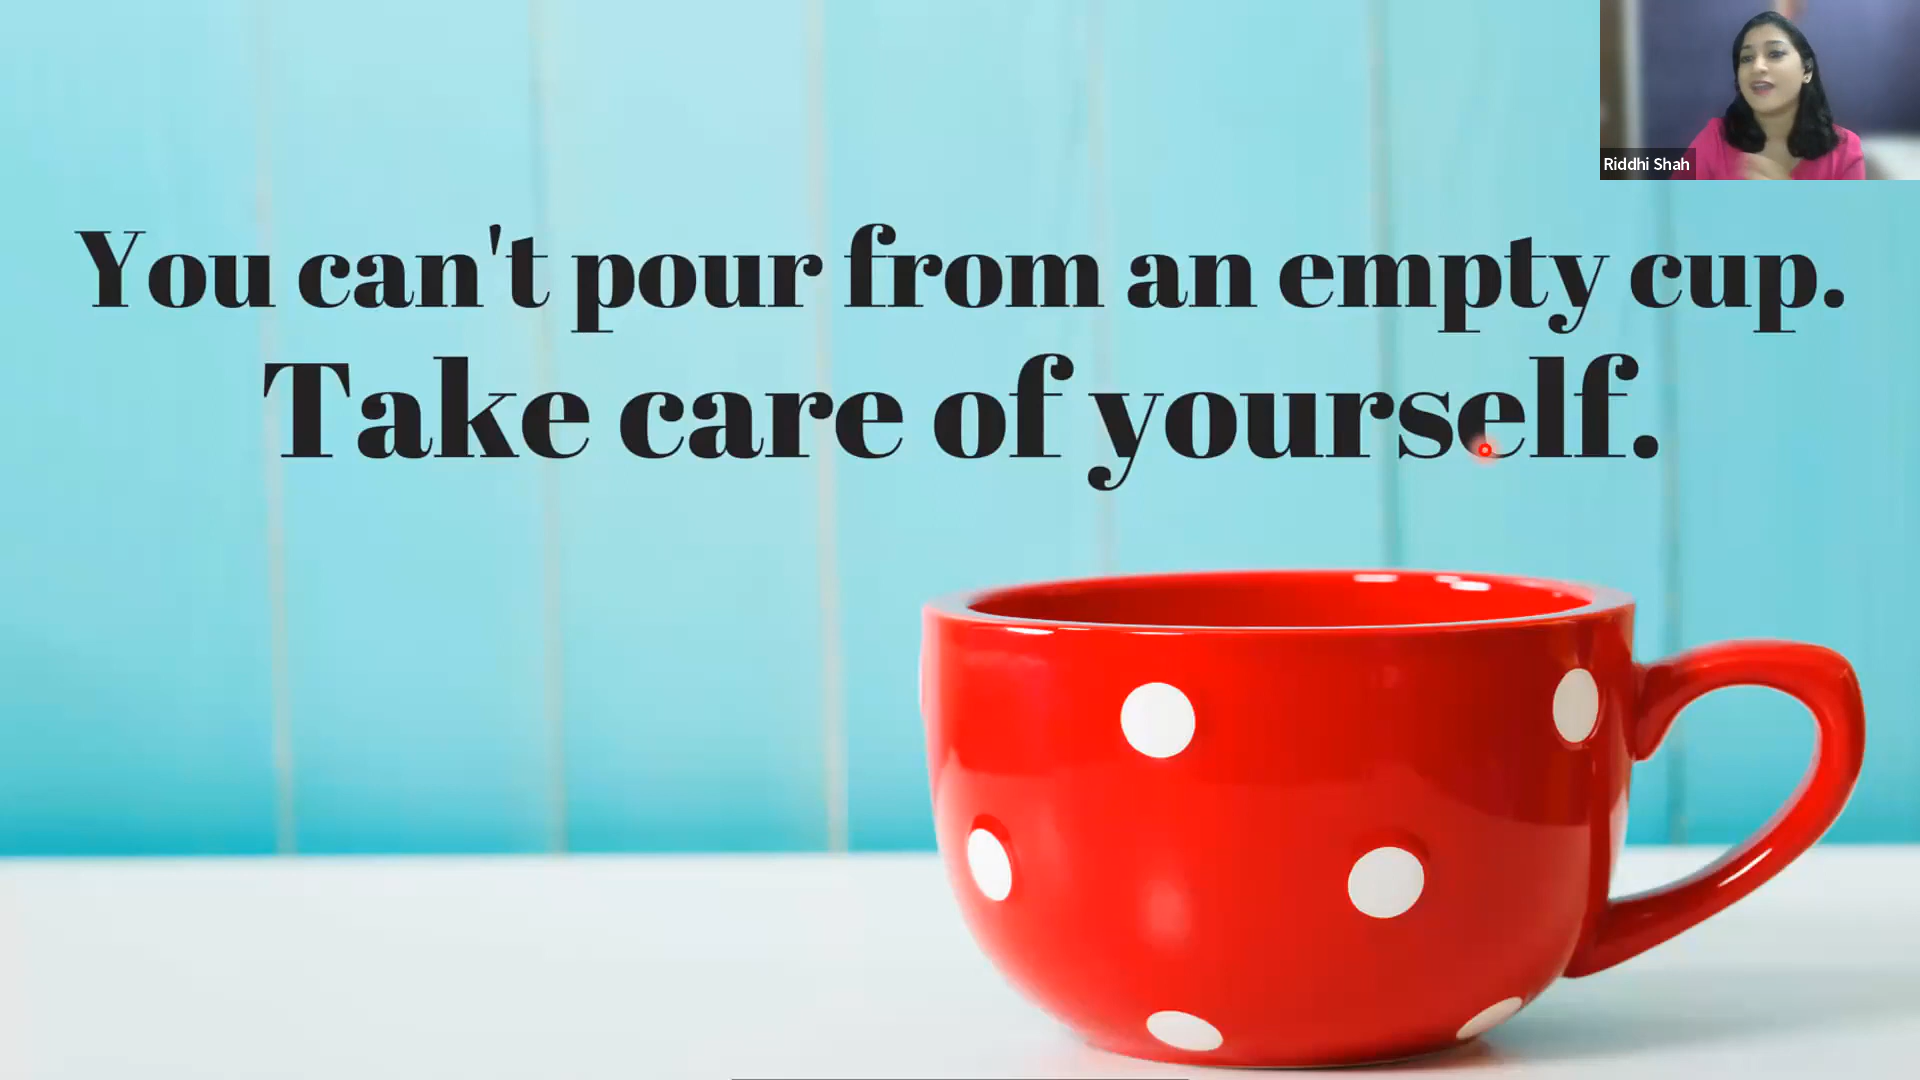 Riddhi Shah
You can't pour from an empty cup.
Take care of yourself.